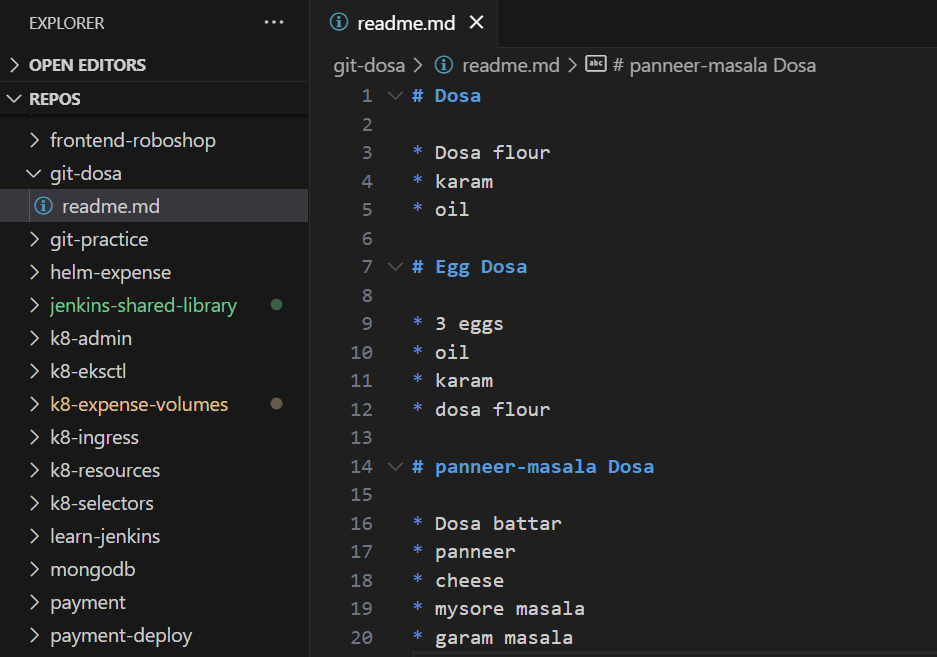 EXPLORER ...
OPEN EDITORS
REPOS
frontend-roboshop
git-dosa
readme.md
git-practice
helm-expense
jenkins-shared-library
k8-admin
k8-eksctl
k8-expense-volumes
k8-ingress
k8-resources
k8-selectors
learn-jenkins
mongodb
payment
payment-deploy
readme.md
git-dosa > readme.md > abc # panneer-masala Dosa
1 # Dosa
2
3 * Dosa flour
4 * karam
5 * oil
6
7 # Egg Dosa
8
9 * 3 eggs
10 * oil
11 * karam
12 * dosa flour
13
14 # panneer-masala Dosa
15
16 * Dosa battar
17 * panneer
18 * cheese
19 * mysore masala
20 * garam masala